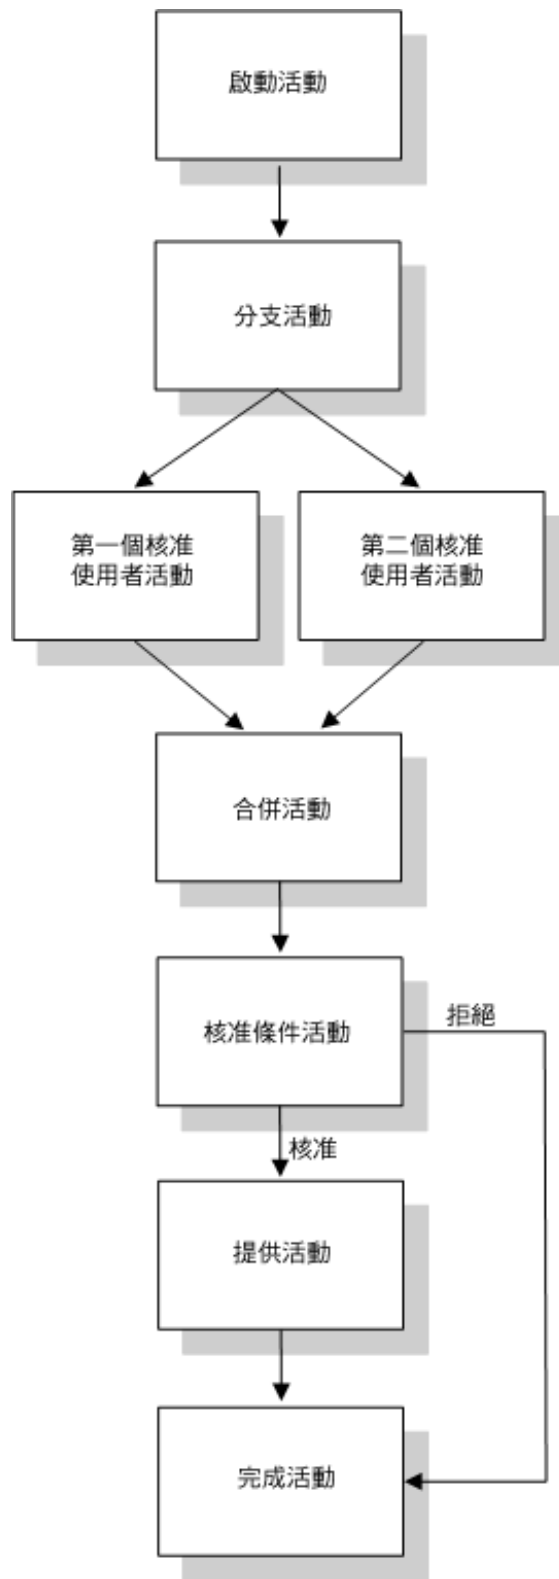 啟動活動
分支活動
第一個核准
使用者活動
第二個核准
使用者活動
合併活動
核准條件活動
拒絕
核准
提供活動
完成活動